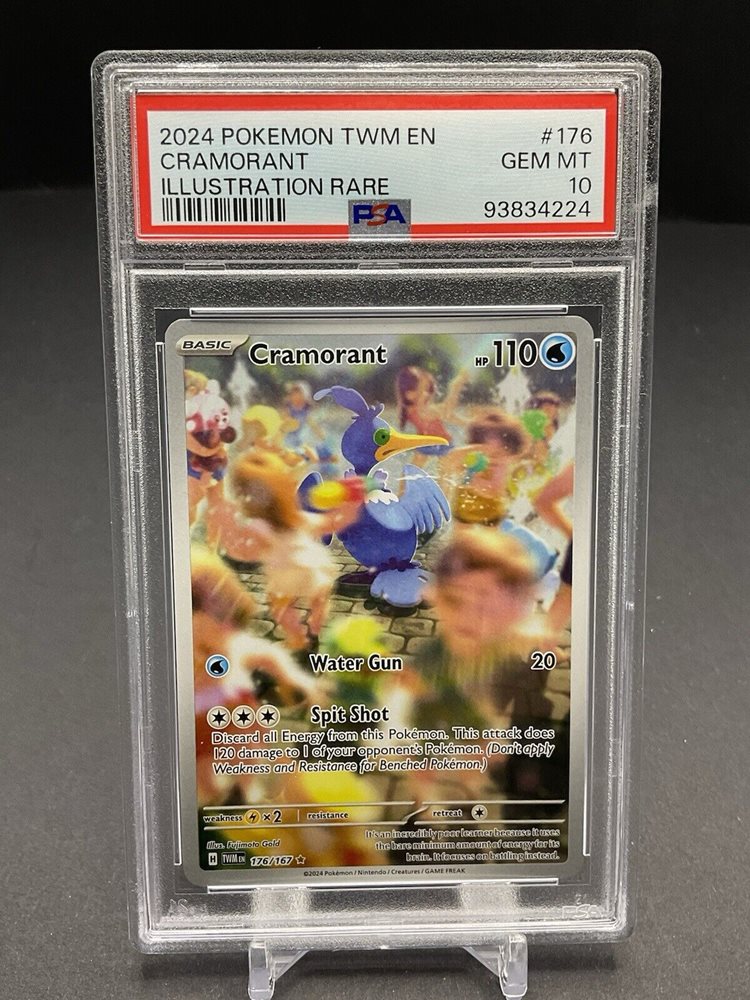 2024 POKEMON TWM EN #176
CRAMORANT GEM MT
ILLUSTRATION RARE 10
PSA 93834224
BASIC Cramorant HP 110
Water Gun 20
Spit Shot
Discard all Energy from this Pokémon. This attack does
120 damage to 1 of your opponent's Pokémon. (Don't apply
Weakness and Resistance for Benched Pokémon.)
weakness ×2 resistance retreat
It's an incredibly poor learner because it uses
the bare minimum amount of energy for its
brain. It focuses on battling instead.
Illus. Fujimoto Gold
H TWM EN 176/167
©2024 Pokémon / Nintendo / Creatures / GAME FREAK